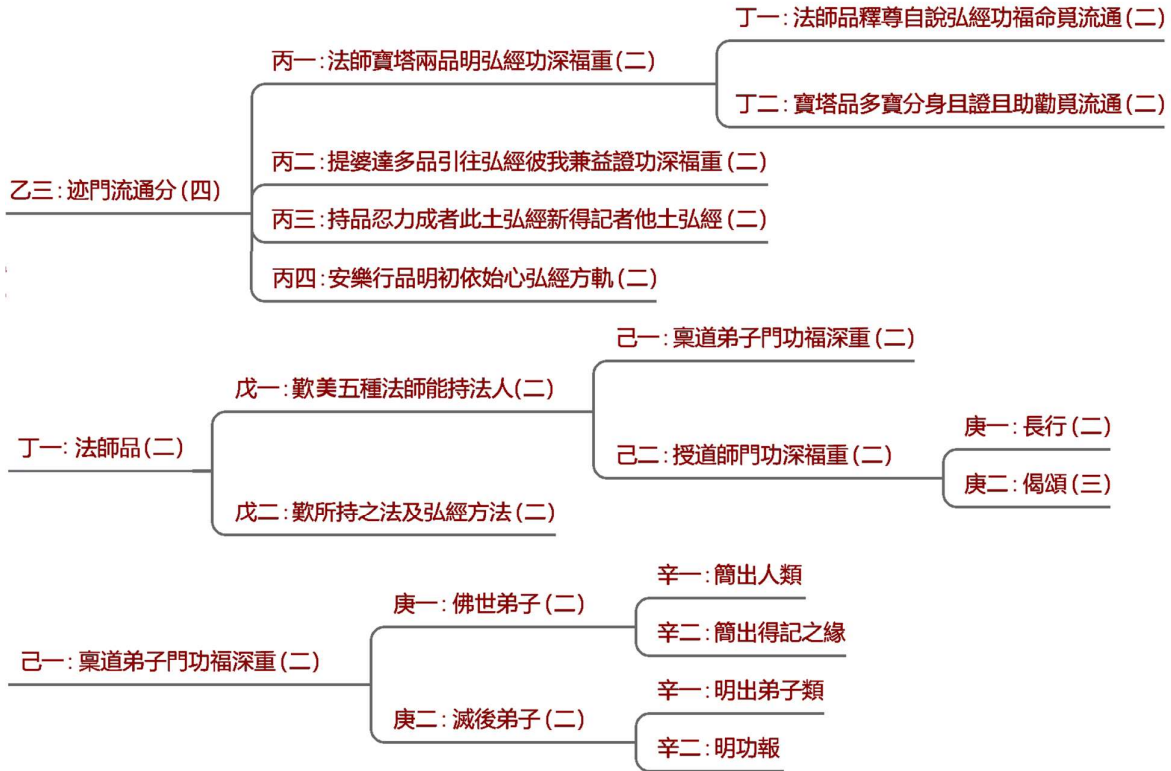 乙三：迹門流通分(四)
丙一：法師寶塔兩品明弘經功深福重(二)
丁一：法師品釋尊自說弘經功福命覓流通(二)
丁二：寶塔品多寶分身且證且助勸覓流通(二)
丙二：提婆達多品引往弘經彼我兼益證功深福重(二)
丙三：持品忍力成者此土弘經新得記者他土弘經(二)
丙四：安樂行品明初依始心弘經方軌(二)
丁一：法師品(二)
戊一：歎美五種法師能持法人(二)
己一：稟道弟子門功福深重(二)
己二：授道師門功深福重(二)
庚一：長行(二)
庚二：偈頌(三)
戊二：歎所持之法及弘經方法(二)
己一：稟道弟子門功福深重(二)
庚一：佛世弟子(二)
辛一：簡出人類
辛二：簡出得記之緣
庚二：滅後弟子(二)
辛一：明出弟子類
辛二：明功報